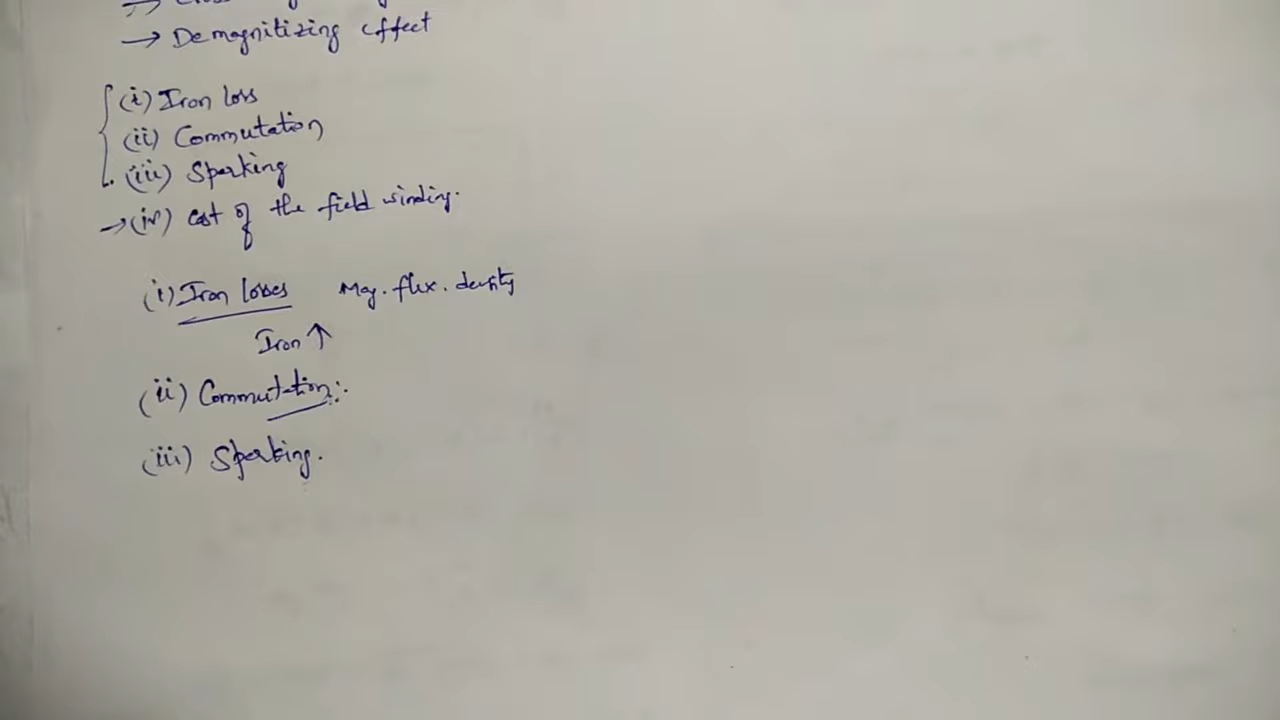 → Demagnitizing effect
(i) Iron loss
(ii) Commutation
(iii) Sparking
→ (iv) Cost of the field winding.
(i) Iron losses Mag. flux. density
Iron ↑
(ii) Commutation:.
(iii) Sparking.